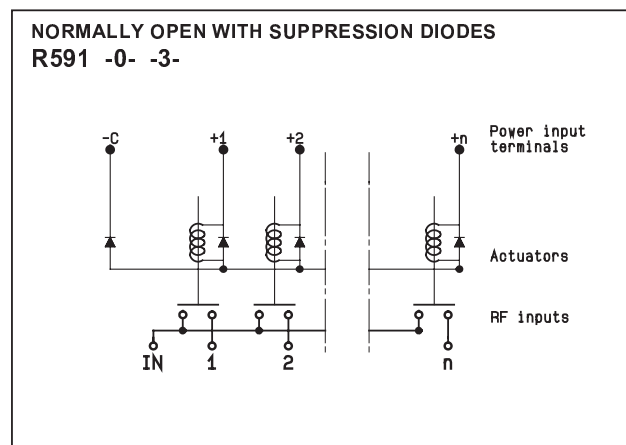 NORMALLY OPEN WITH SUPPRESSION DIODES
R591 -0- -3-
-C +1 +2 +n Power input
terminals
Actuators
RF inputs
IN 1 2 n